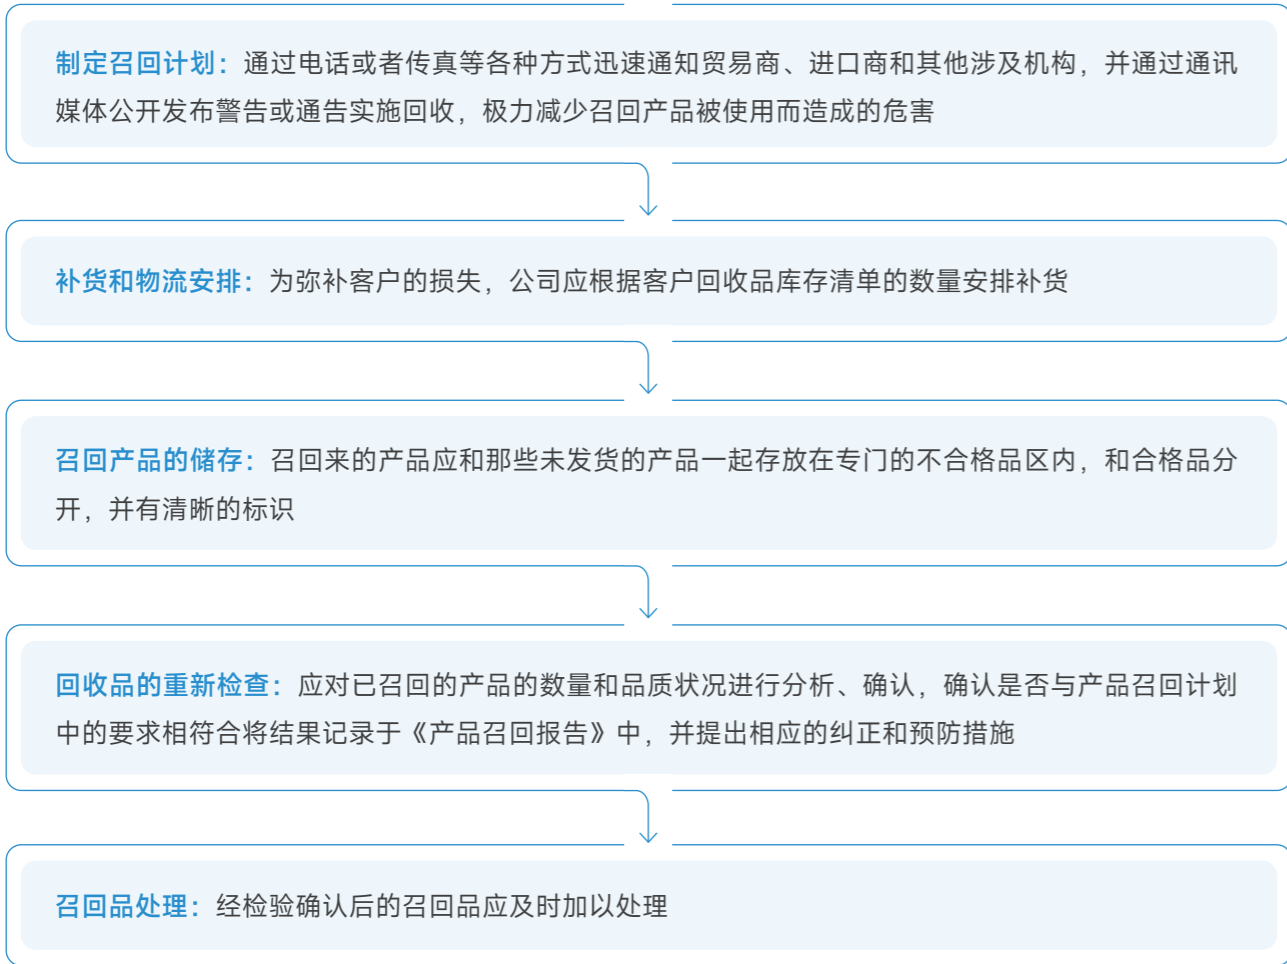 制定召回计划：通过电话或者传真等各种方式迅速通知贸易商、进口商和其他涉及机构，并通过通讯
媒体公开发布警告或通告实施回收，极力减少召回产品被使用而造成的危害
补货和物流安排：为弥补客户的损失，公司应根据客户回收品库存清单的数量安排补货
召回产品的储存：召回来的产品应和那些未发货的产品一起存放在专门的不合格品区内，和合格品分
开，并有清晰的标识
回收品的重新检查：应对已召回的产品的数量和品质状况进行分析、确认，确认是否与产品召回计划
中的要求相符合将结果记录于《产品召回报告》中，并提出相应的纠正和预防措施
召回品处理：经检验确认后的召回品应及时加以处理